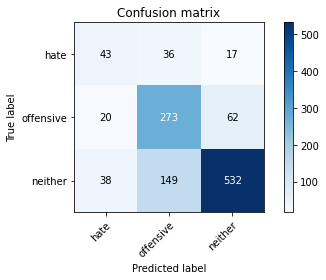 Confusion matrix
True label
hate 43 36 17
offensive 20 273 62
neither 38 149 532
hate offensive neither
Predicted label
500
400
300
200
100